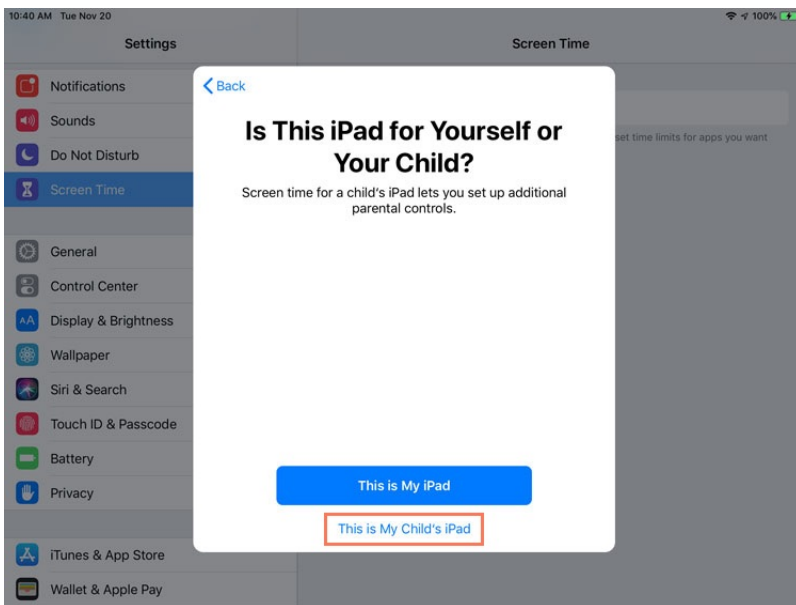 10:40 AM Tue Nov 20
100%
Settings
Screen Time
Notifications
Sounds
Do Not Disturb
Screen Time
General
Control Center
Display & Brightness
Wallpaper
Siri & Search
Touch ID & Passcode
Battery
Privacy
iTunes & App Store
Wallet & Apple Pay
Back
Is This iPad for Yourself or
Your Child?
Screen time for a child's iPad lets you set up additional
parental controls.
This is My iPad
This is My Child's iPad
set time limits for apps you want